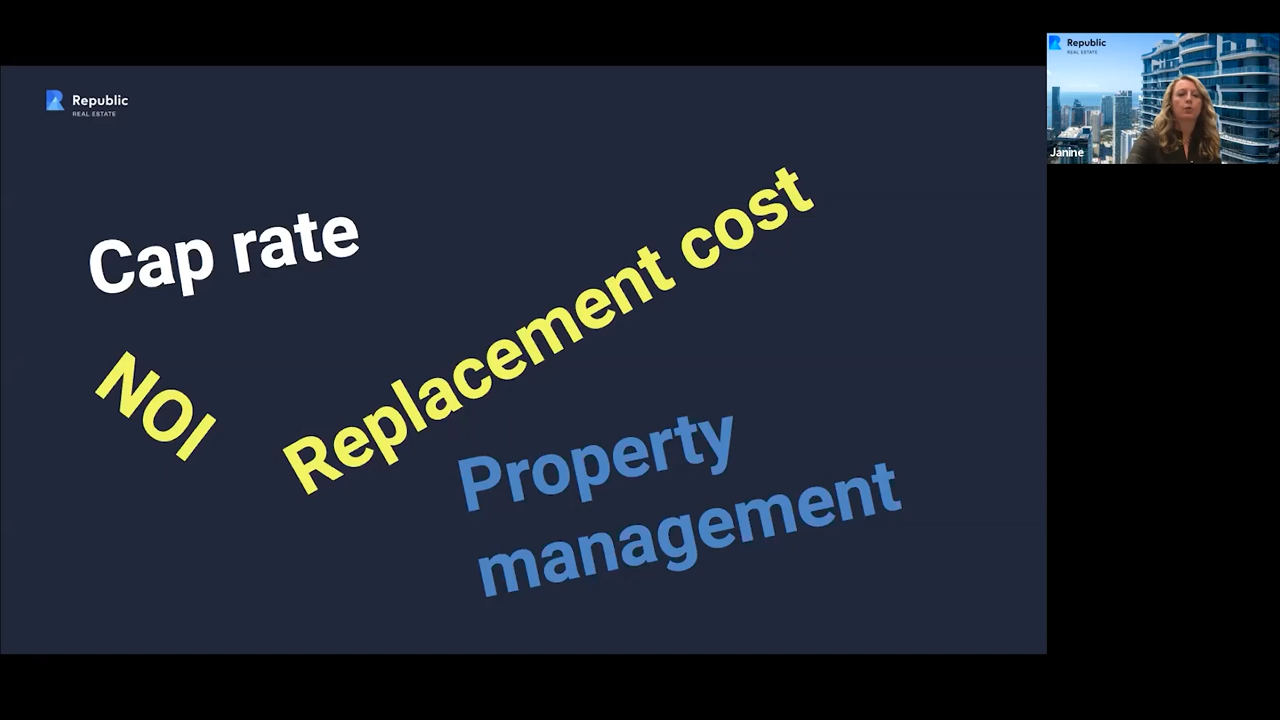 Republic
REAL ESTATE
Cap rate
NOI
Replacement cost
Property
management
Republic
REAL ESTATE
Janine